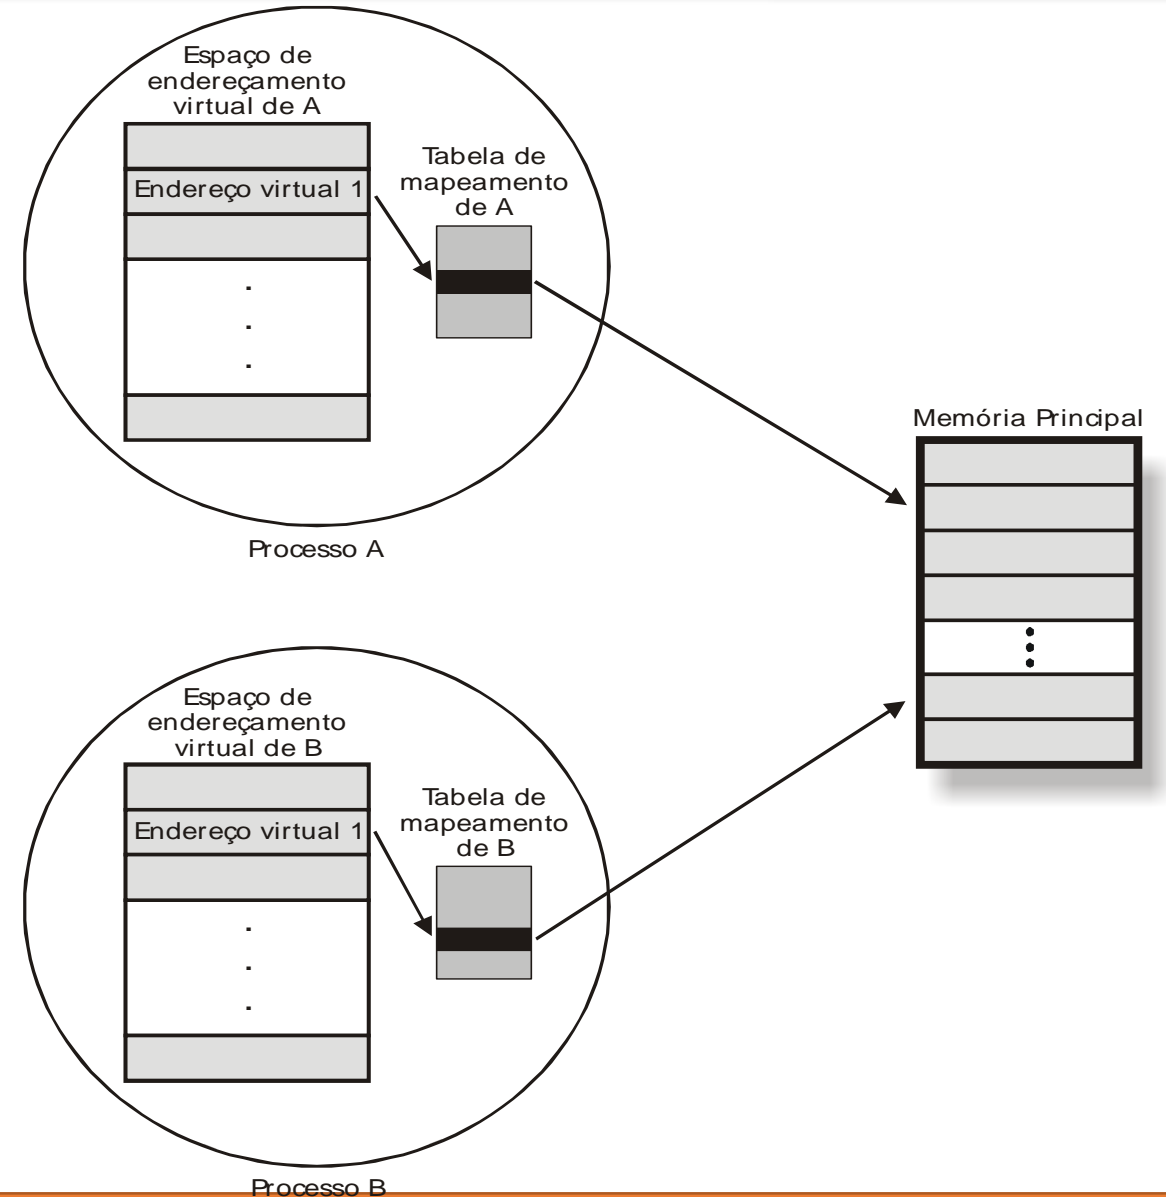 Espaço de
endereçamento
virtual de A
Endereço virtual 1
Tabela de
mapeamento
de A
Processo A
Memória Principal
Espaço de
endereçamento
virtual de B
Endereço virtual 1
Tabela de
mapeamento
de B
Processo B